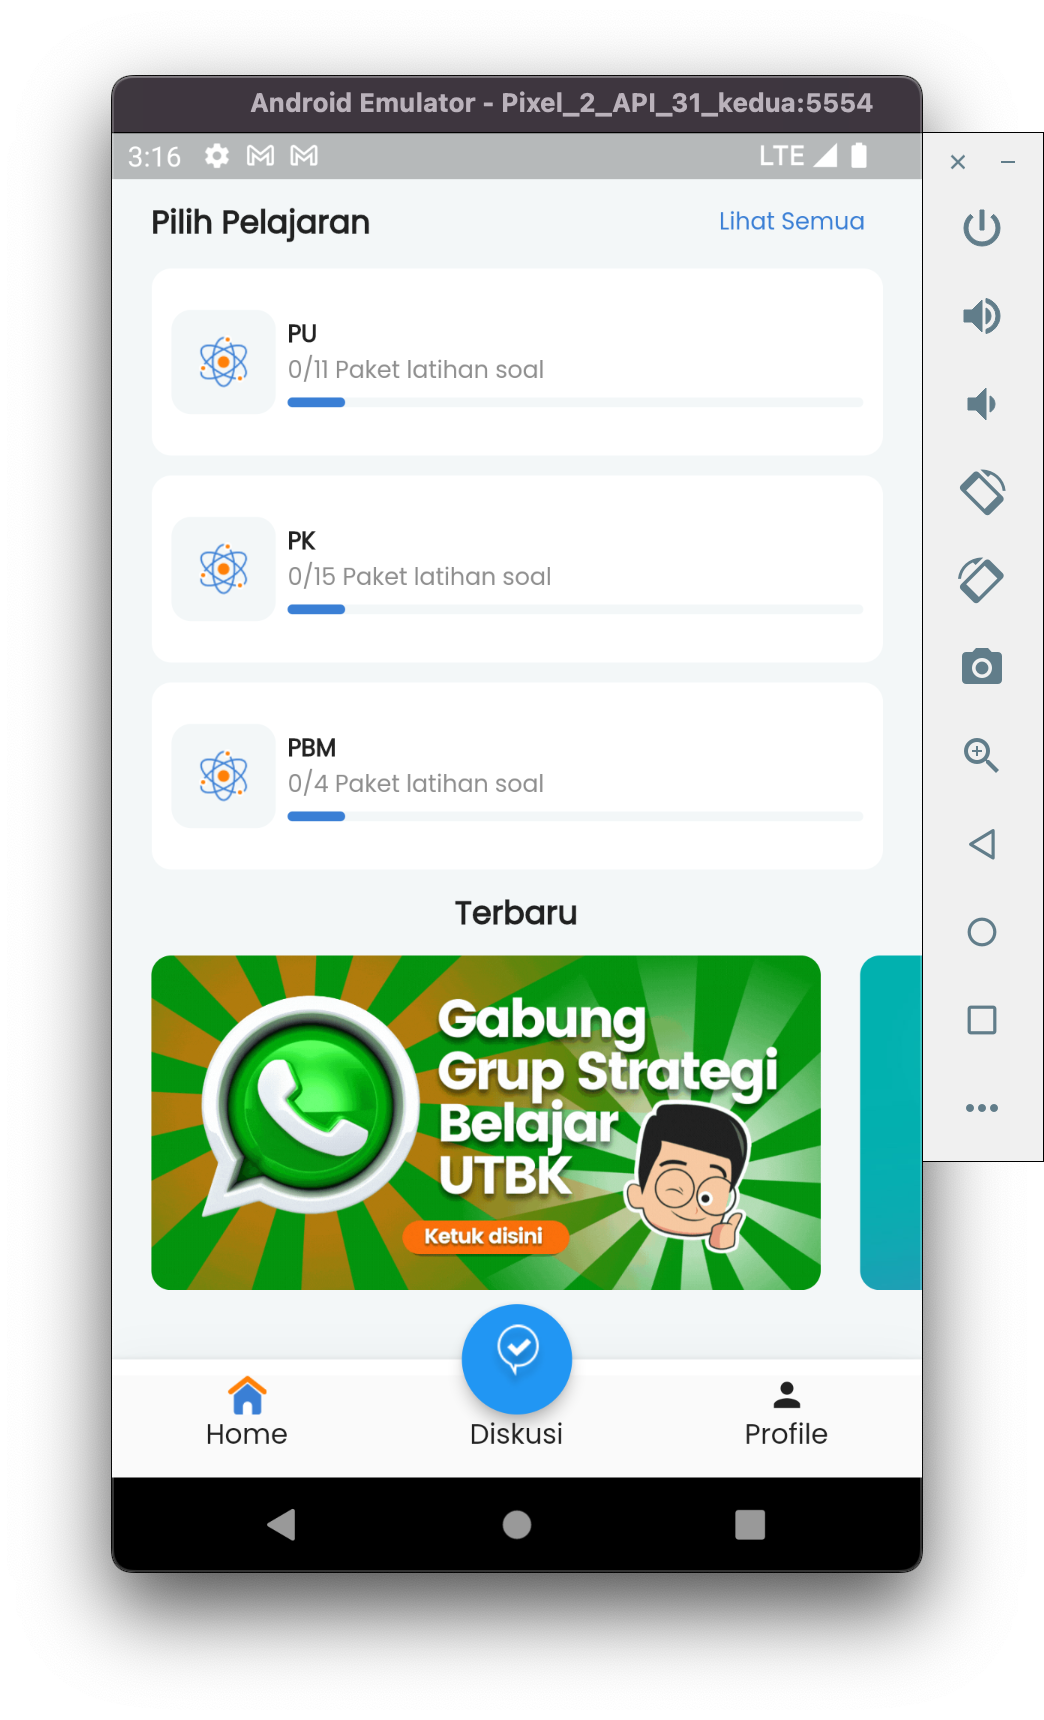 Android Emulator - Pixel_2_API_31_kedua:5554
3:16
LTE
Pilih Pelajaran
Lihat Semua
PU
0/11 Paket latihan soal
PK
0/15 Paket latihan soal
PBM
0/4 Paket latihan soal
Terbaru
Gabung
Grup Strategi
Belajar
UTBK
Ketuk disini
Home
Diskusi
Profile